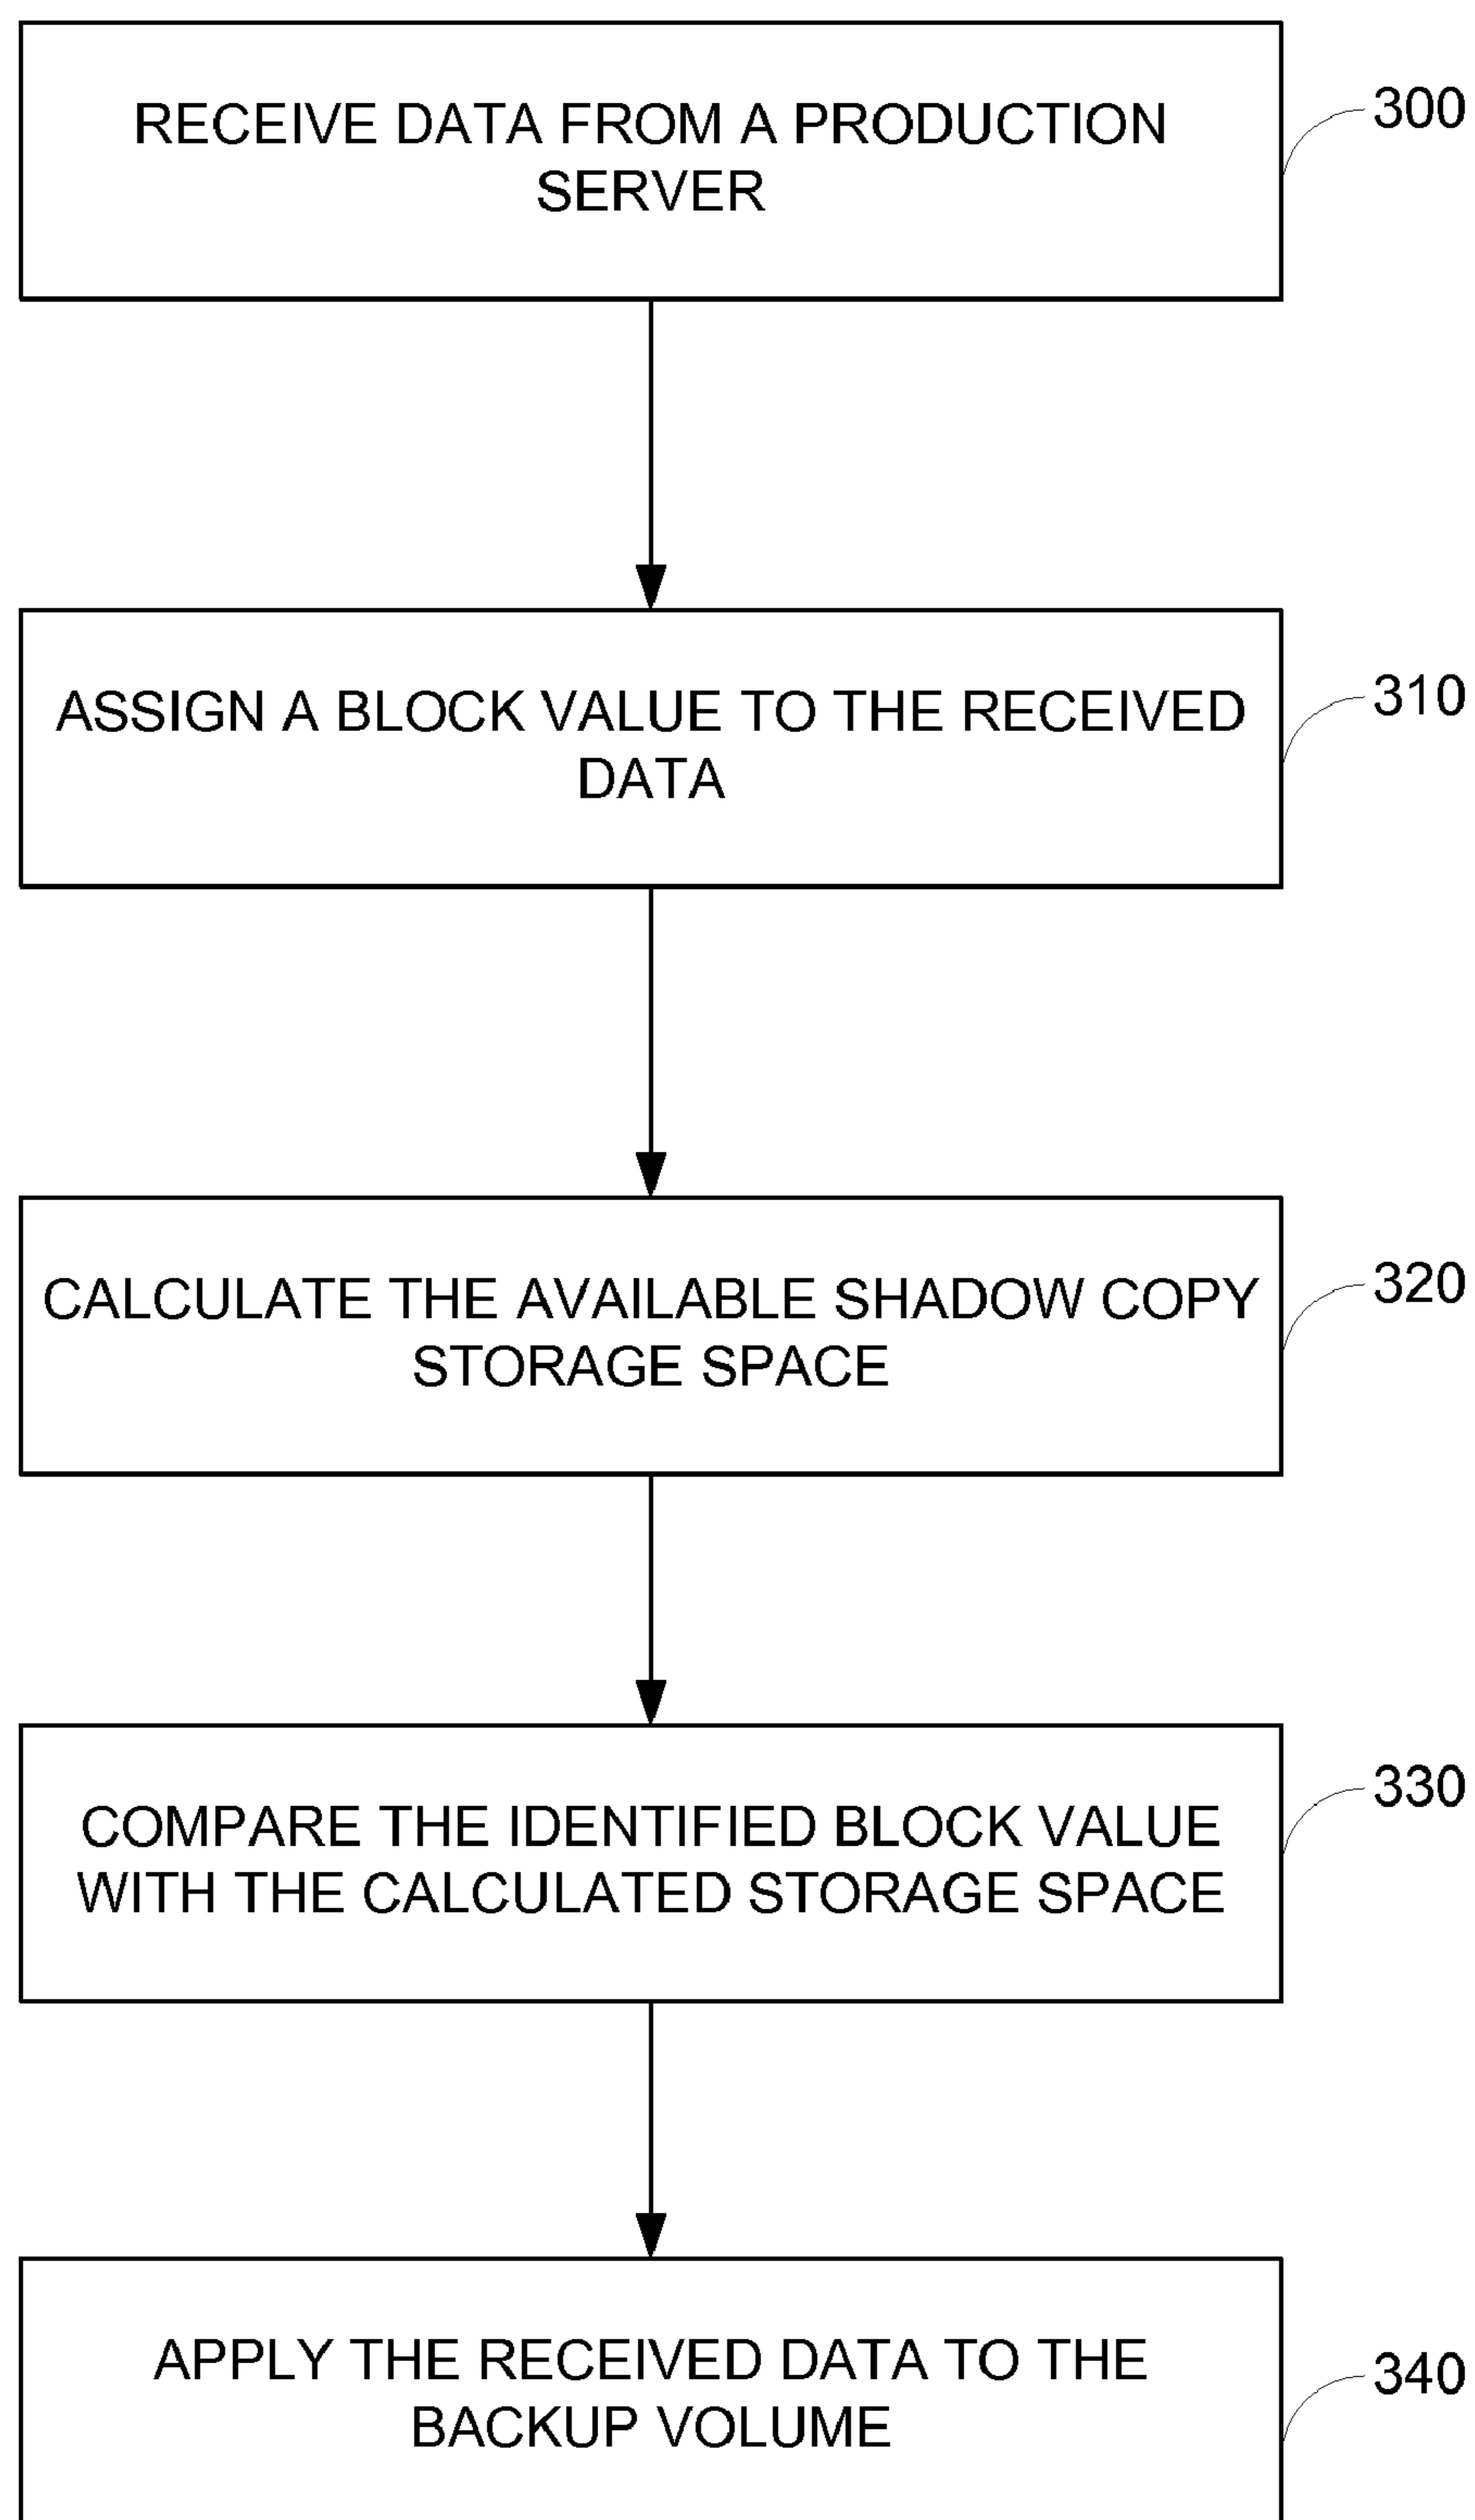 RECEIVE DATA FROM A PRODUCTION
SERVER
300
ASSIGN A BLOCK VALUE TO THE RECEIVED
DATA
310
CALCULATE THE AVAILABLE SHADOW COPY
STORAGE SPACE
320
COMPARE THE IDENTIFIED BLOCK VALUE
WITH THE CALCULATED STORAGE SPACE
330
APPLY THE RECEIVED DATA TO THE
BACKUP VOLUME
340